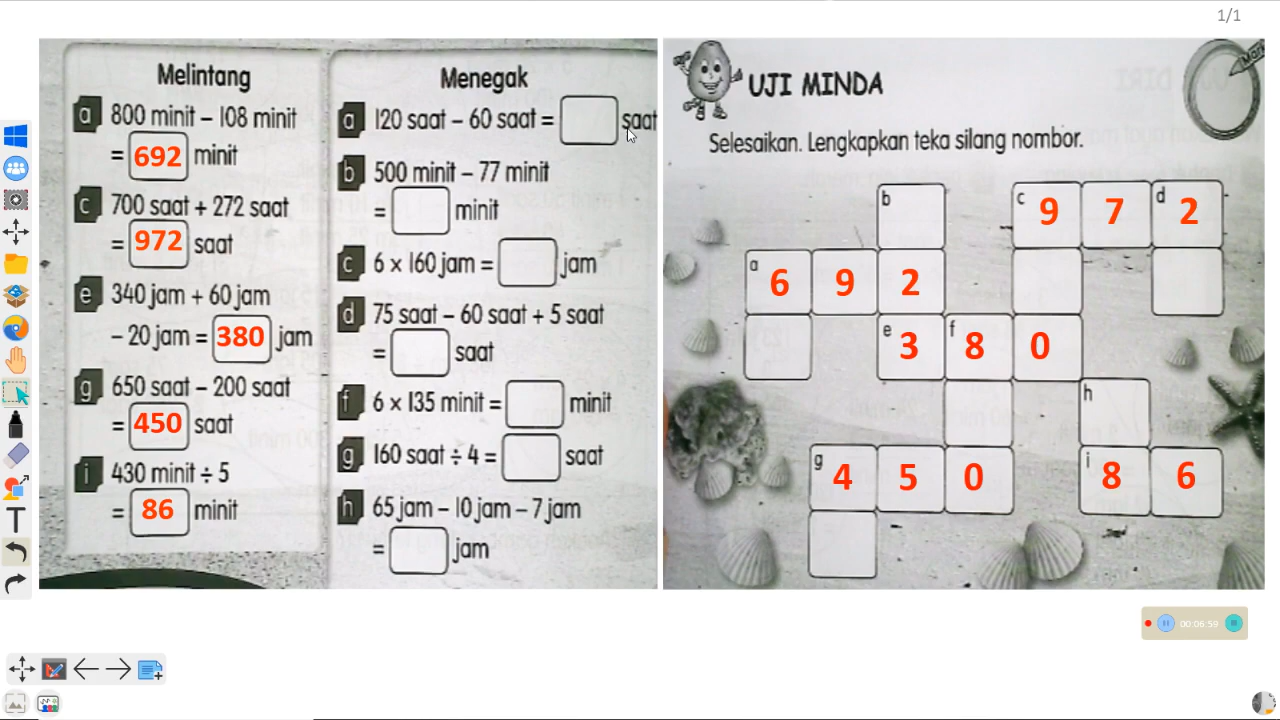 1/1
Melintang
a 800 minit – 108 minit
= 692 minit
c 700 saat + 272 saat
= 972 saat
e 340 jam + 60 jam
– 20 jam = 380 jam
g 650 saat – 200 saat
= 450 saat
i 430 minit ÷ 5
= 86 minit
Menegak
a 120 saat – 60 saat = saat
b 500 minit – 77 minit
= minit
c 6 × 160 jam = jam
d 75 saat – 60 saat + 5 saat
= saat
f 6 × 135 minit = minit
g 160 saat ÷ 4 = saat
h 65 jam – 10 jam – 7 jam
= jam
UJI MINDA
Selesaikan. Lengkapkan teka silang nombor.
b c 9 7 d 2
a 6 9 2
e 3 f 8 0
h
g 4 5 0 i 8 6
00:06:59
T